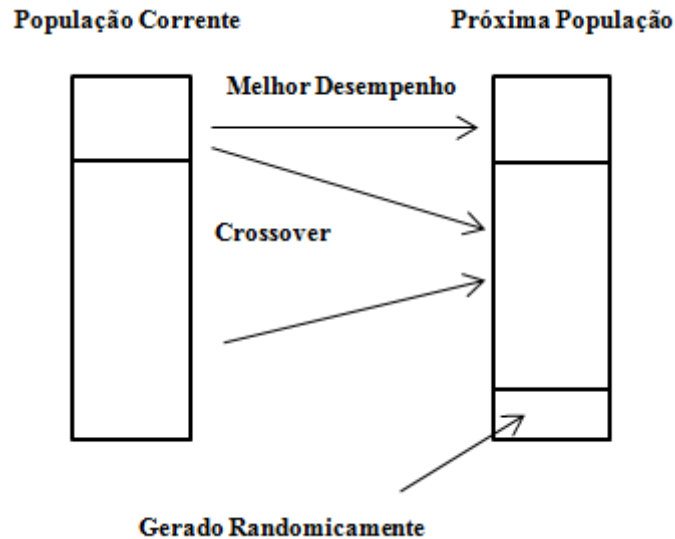 População Corrente
Próxima População
Melhor Desempenho
Crossover
Gerado Randomicamente